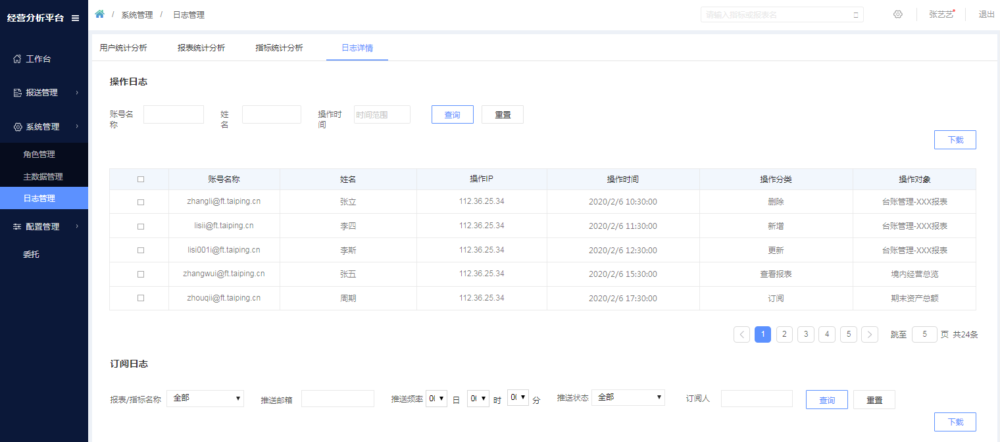 经营分析平台
/ 系统管理 / 日志管理
请输入指标或报表名
张艺艺
退出
工作台
报送管理
系统管理
角色管理
主数据管理
日志管理
配置管理
委托
用户统计分析 报表统计分析 指标统计分析 日志详情
操作日志
账号名称 姓名 操作时间 时间范围 查询 重置
下载
账号名称 姓名 操作IP 操作时间 操作分类 操作对象
zhangli@ft.taiping.cn 张立 112.36.25.34 2020/2/6 10:30:00 删除 台账管理-XXX报表
lisii@ft.taiping.cn 李四 112.36.25.34 2020/2/6 11:30:00 新增 台账管理-XXX报表
lisi001i@ft.taiping.cn 李斯 112.36.25.34 2020/2/6 12:30:00 更新 台账管理-XXX报表
zhangwui@ft.taiping.cn 张五 112.36.25.34 2020/2/6 15:30:00 查看报表 境内经营总览
zhouqii@ft.taiping.cn 周期 112.36.25.34 2020/2/6 17:30:00 订阅 期末资产总额
1 2 3 4 5 跳至 5 页 共24条
订阅日志
报表/指标名称 全部 推送邮箱 推送频率 日 时 分 推送状态 全部 订阅人 查询 重置
下载